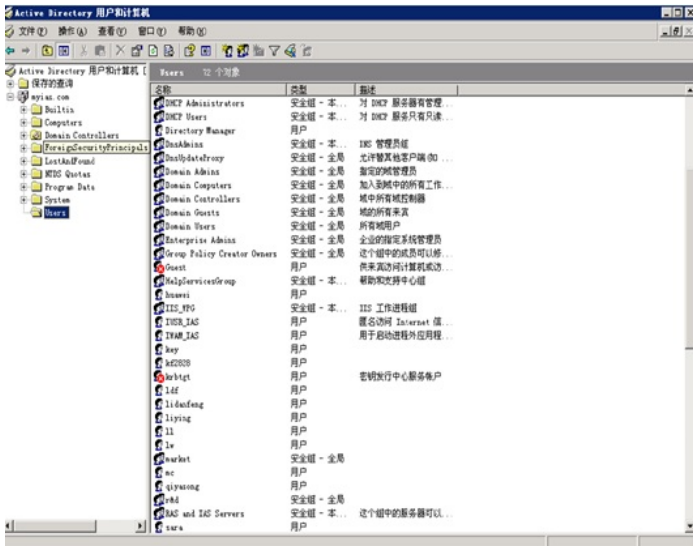 Active Directory 用户和计算机
文件(F) 操作(A) 查看(V) 窗口(W) 帮助(H)
Active Directory 用户和计算机 [
保存的查询
myias.com
Builtin
Computers
Domain Controllers
ForeignSecurityPrincipals
LostAndFound
NTDS Quotas
Program Data
System
Users
Users 72 个对象
名称 类型 描述
DHCP Administrators 安全组 - 本... 对 DHCP 服务器有管理...
DHCP Users 安全组 - 本... 对 DHCP 服务只有只读...
Directory Manager 用户
DnsAdmins 安全组 - 本... DNS 管理员组
DnsUpdateProxy 安全组 - 全局 允许替其他客户端(如 ...
Domain Admins 安全组 - 全局 指定的域管理员
Domain Computers 安全组 - 全局 加入到域中的所有工作...
Domain Controllers 安全组 - 全局 域中所有域控制器
Domain Guests 安全组 - 全局 域的所有来宾
Domain Users 安全组 - 全局 所有域用户
Enterprise Admins 安全组 - 全局 企业的指定系统管理员
Group Policy Creator Owners 安全组 - 全局 这个组中的成员可以修...
Guest 用户 供来宾访问计算机或访...
HelpServicesGroup 安全组 - 本... 帮助和支持中心组
huawei 用户
IIS_WPG 安全组 - 本... IIS 工作进程组
IUSR_IAS 用户 匿名访问 Internet 信...
IWAM_IAS 用户 用于启动进程外应用程...
key 用户
kf2828 用户
krbtgt 用户 密钥发行中心服务帐户
ldf 用户
lidanfeng 用户
liying 用户
ll 用户
lw 用户
market 安全组 - 全局
nc 用户
qiyasong 用户
r&d 安全组 - 全局
RAS and IAS Servers 安全组 - 本... 这个组中的服务器可以...
sara 用户